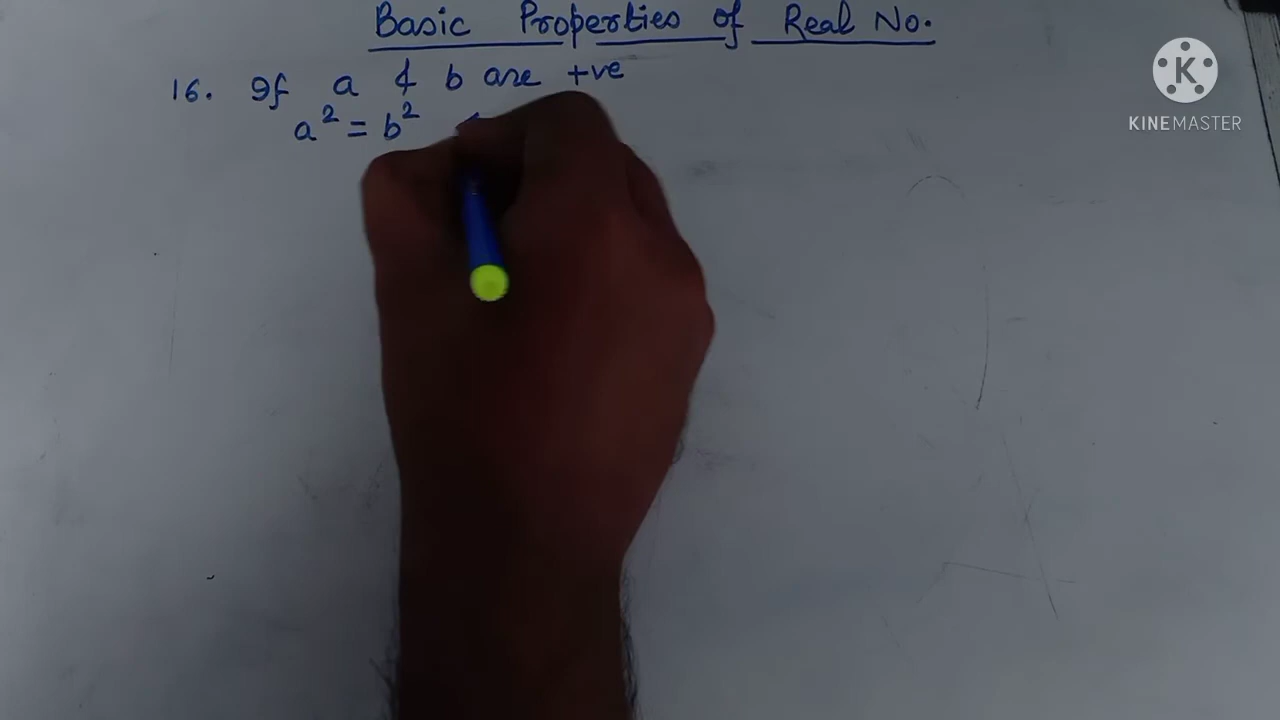 Basic Properties of Real No.
16. If a & b are +ve
a² = b²
K
KINEMASTER